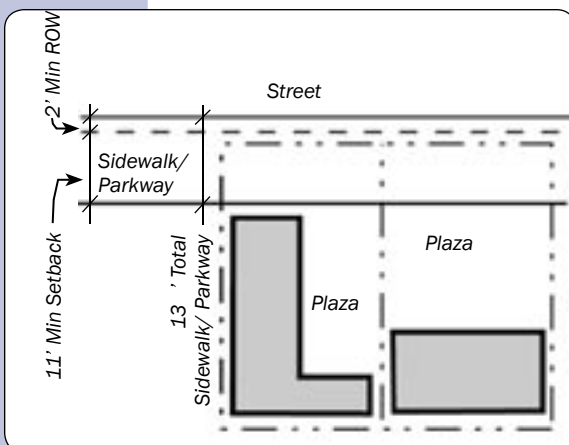 2' Min ROW
Street
Sidewalk/
Parkway
11' Min Setback
13 ' Total
Sidewalk/ Parkway
Plaza
Plaza